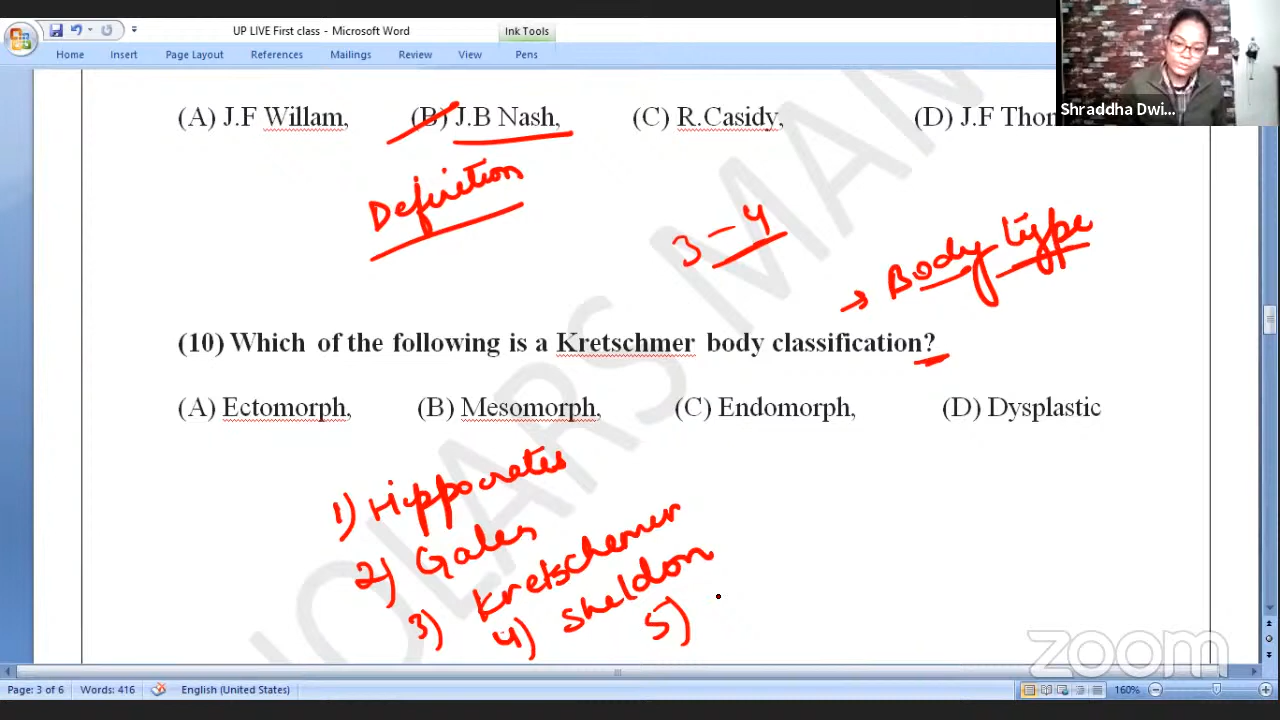 UP LIVE First class - Microsoft Word
Ink Tools
Home Insert Page Layout References Mailings Review View Pens
Shraddha Dwi...
(A) J.F Willam, (B) J.B Nash, (C) R.Casidy, (D) J.F Thom
Definition
3-4
→ Body type
(10) Which of the following is a Kretschmer body classification?
(A) Ectomorph, (B) Mesomorph, (C) Endomorph, (D) Dysplastic
1) Hippocrates
2) Gales
3) Kretschemer
4) Sheldon
5)
zoom
Page: 3 of 6 Words: 416 English (United States) 160%